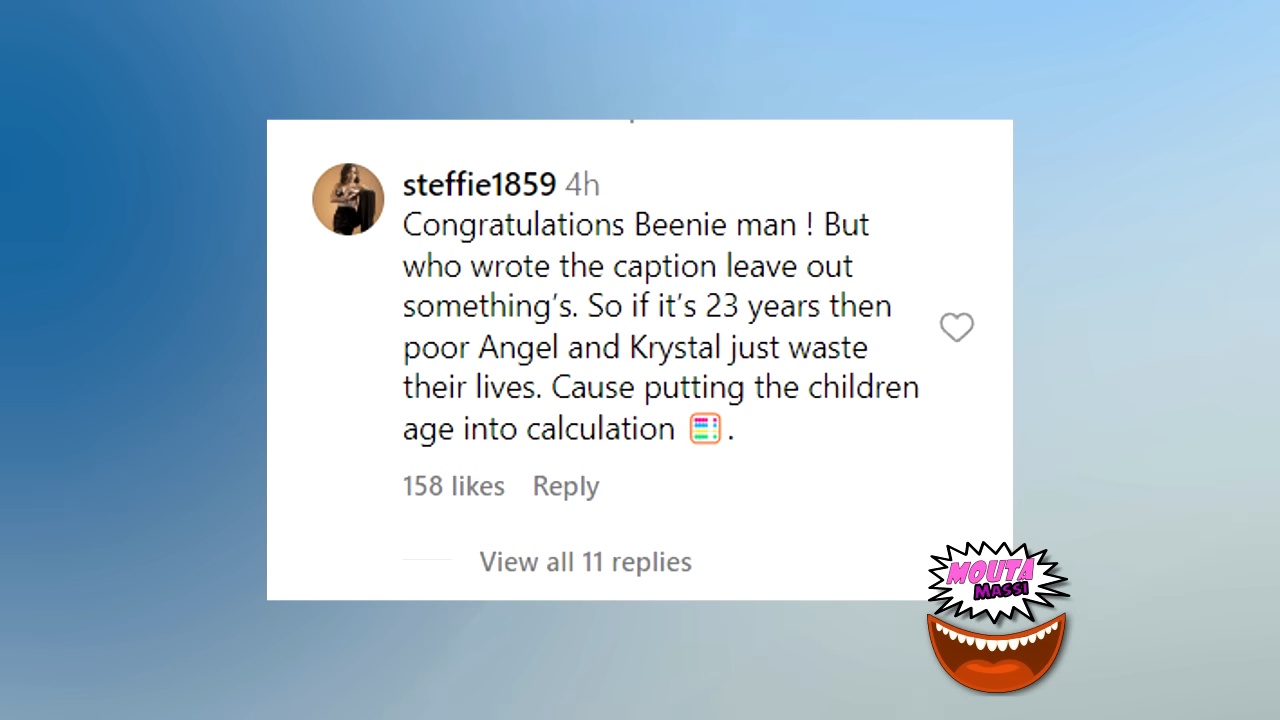 steffie1859 4h
Congratulations Beenie man ! But
who wrote the caption leave out
something's. So if it's 23 years then
poor Angel and Krystal just waste
their lives. Cause putting the children
age into calculation 🧮 .
158 likes Reply
View all 11 replies
MOUTA
MASSI